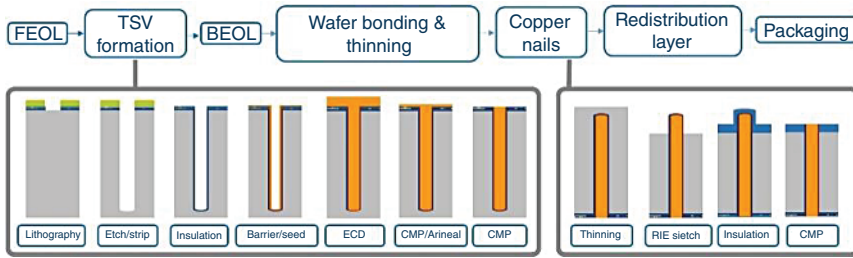 FEOL
TSV
formation
BEOL
Wafer bonding &
thinning
Copper
nails
Redistribution
layer
Packaging
Lithography
Etch/strip
Insulation
Barrier/seed
ECD
CMP/Arineal
CMP
Thinning
RIE sietch
Insulation
CMP